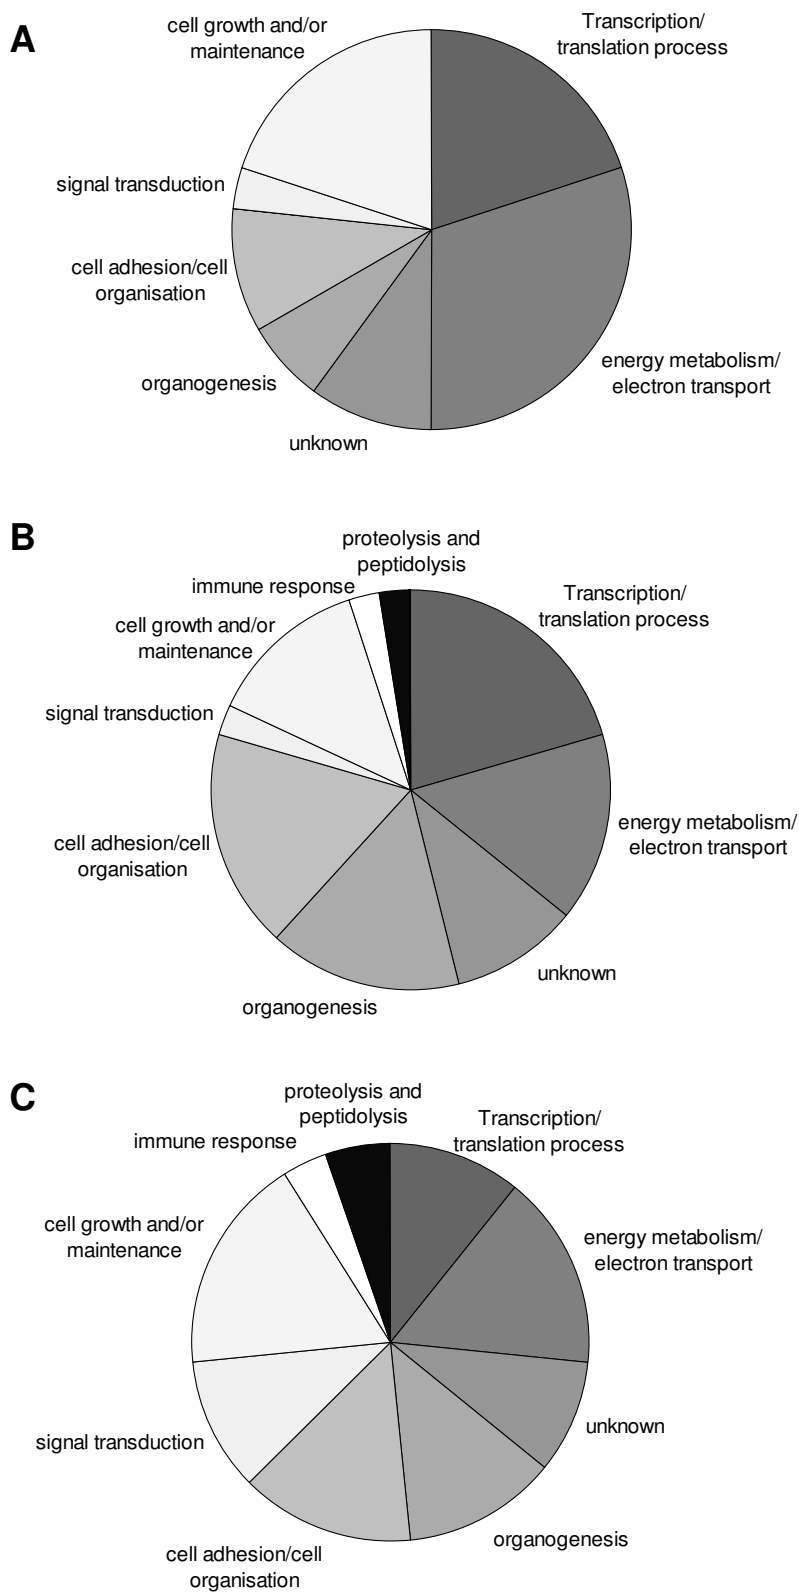 A
cell growth and/or
maintenance
Transcription/
translation process
signal transduction
cell adhesion/cell
organisation
energy metabolism/
electron transport
organogenesis
unknown
B
proteolysis and
peptidolysis
immune response
Transcription/
translation process
cell growth and/or
maintenance
signal transduction
energy metabolism/
electron transport
cell adhesion/cell
organisation
unknown
organogenesis
C
proteolysis and
peptidolysis
Transcription/
translation process
immune response
cell growth and/or
maintenance
energy metabolism/
electron transport
unknown
signal transduction
organogenesis
cell adhesion/cell
organisation